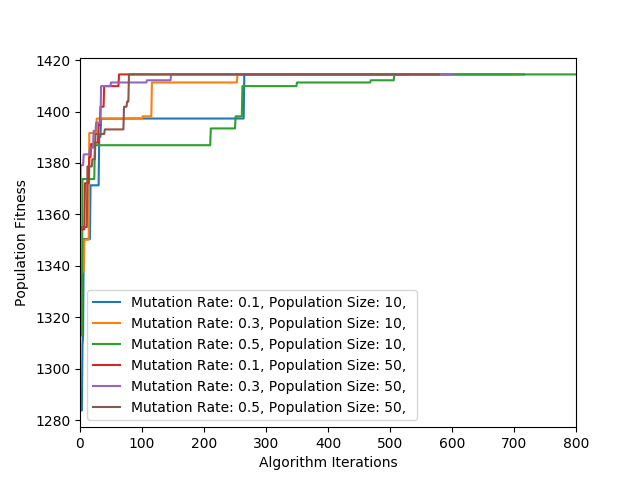 1420
1400
1380
1360
1340
1320
1300
1280
Population Fitness
Mutation Rate: 0.1, Population Size: 10,
Mutation Rate: 0.3, Population Size: 10,
Mutation Rate: 0.5, Population Size: 10,
Mutation Rate: 0.1, Population Size: 50,
Mutation Rate: 0.3, Population Size: 50,
Mutation Rate: 0.5, Population Size: 50,
0 100 200 300 400 500 600 700 800
Algorithm Iterations